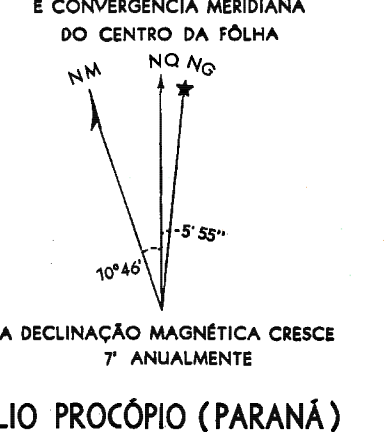 E CONVERGÊNCIA MERIDIANA
DO CENTRO DA FÔLHA
NM NQ NG
-5' 55"
10° 46'
A DECLINAÇÃO MAGNÉTICA CRESCE
7' ANUALMENTE
LIO PROCÓPIO (PARANÁ)